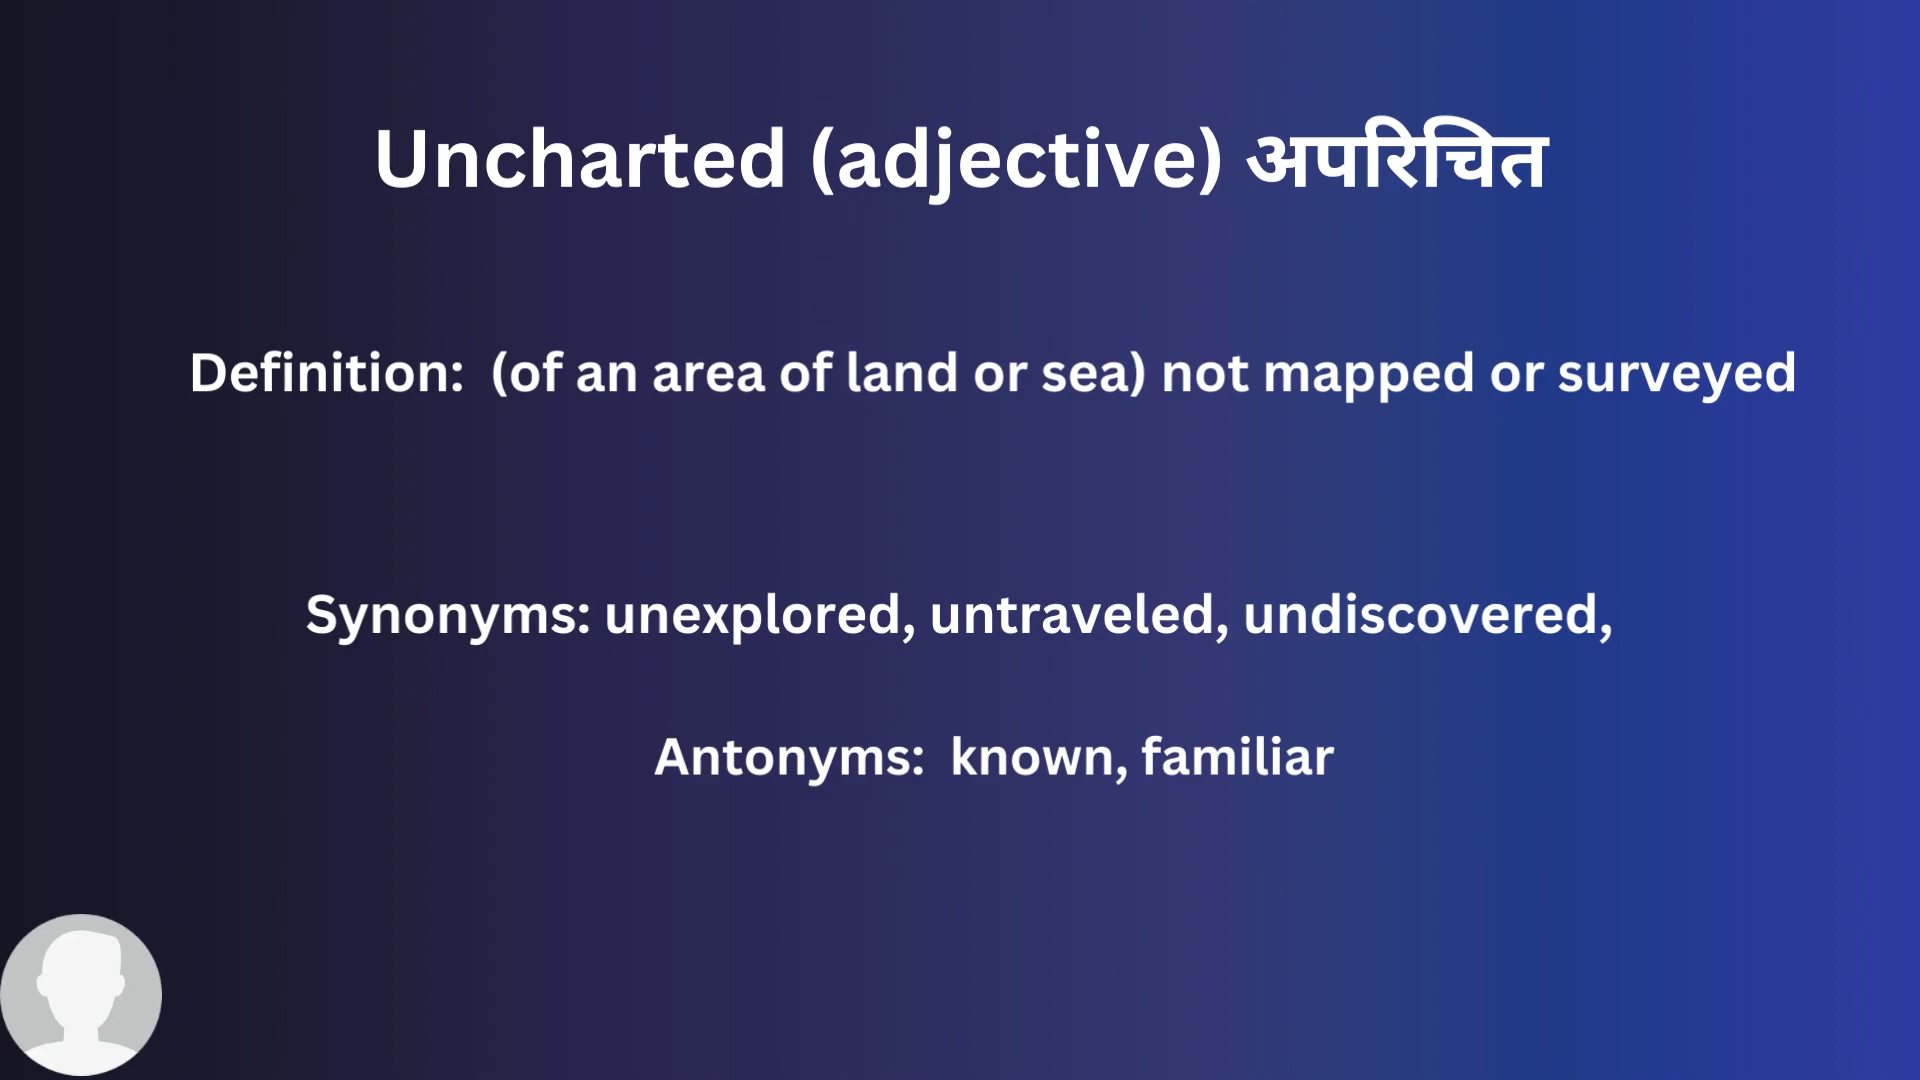 Uncharted (adjective) अपरिचित
Definition:  (of an area of land or sea) not mapped or surveyed
Synonyms: unexplored, untraveled, undiscovered,
Antonyms:  known, familiar